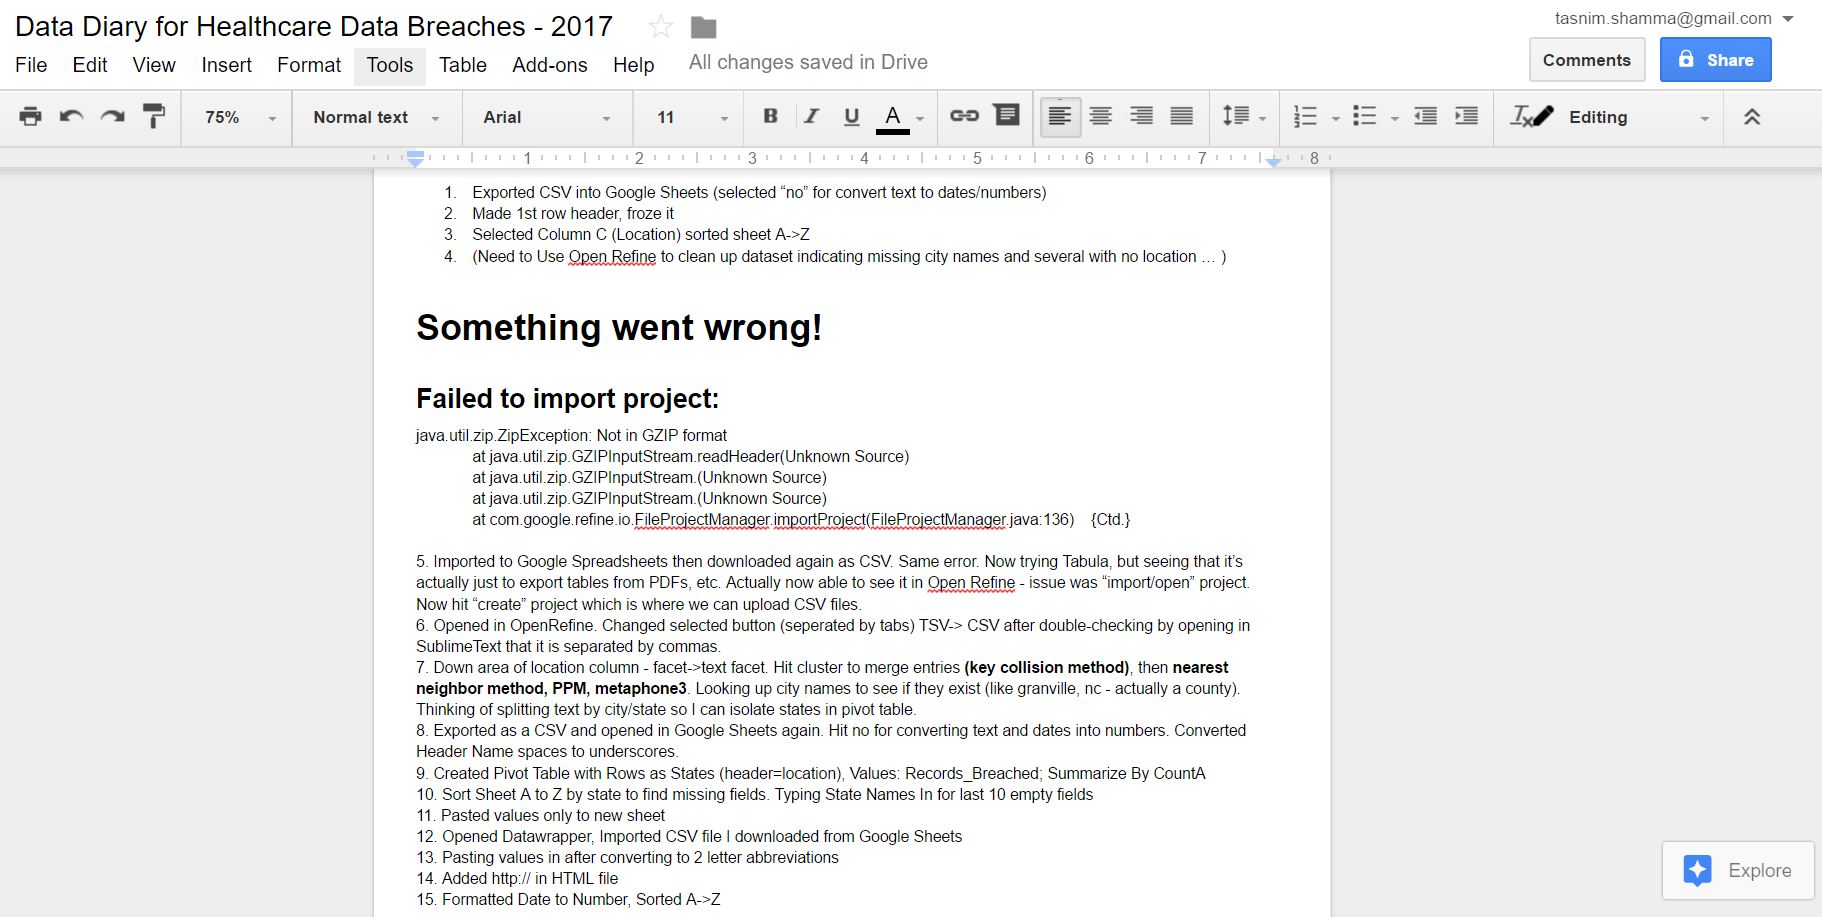 Data Diary for Healthcare Data Breaches - 2017
tasnim.shamma@gmail.com
File Edit View Insert Format Tools Table Add-ons Help All changes saved in Drive
Comments Share
75% Normal text Arial 11 B I U A Editing
1 2 3 4 5 6 7 8
1. Exported CSV into Google Sheets (selected “no” for convert text to dates/numbers)
2. Made 1st row header, froze it
3. Selected Column C (Location) sorted sheet A->Z
4. (Need to Use Open Refine to clean up dataset indicating missing city names and several with no location … )
Something went wrong!
Failed to import project:
java.util.zip.ZipException: Not in GZIP format
at java.util.zip.GZIPInputStream.readHeader(Unknown Source)
at java.util.zip.GZIPInputStream.(Unknown Source)
at java.util.zip.GZIPInputStream.(Unknown Source)
at com.google.refine.io.FileProjectManager.importProject(FileProjectManager.java:136) {Ctd.}
5. Imported to Google Spreadsheets then downloaded again as CSV. Same error. Now trying Tabula, but seeing that it’s
actually just to export tables from PDFs, etc. Actually now able to see it in Open Refine - issue was “import/open” project.
Now hit “create” project which is where we can upload CSV files.
6. Opened in OpenRefine. Changed selected button (seperated by tabs) TSV-> CSV after double-checking by opening in
SublimeText that it is separated by commas.
7. Down area of location column - facet->text facet. Hit cluster to merge entries (key collision method), then nearest
neighbor method, PPM, metaphone3. Looking up city names to see if they exist (like granville, nc - actually a county).
Thinking of splitting text by city/state so I can isolate states in pivot table.
8. Exported as a CSV and opened in Google Sheets again. Hit no for converting text and dates into numbers. Converted
Header Name spaces to underscores.
9. Created Pivot Table with Rows as States (header=location), Values: Records_Breached; Summarize By CountA
10. Sort Sheet A to Z by state to find missing fields. Typing State Names In for last 10 empty fields
11. Pasted values only to new sheet
12. Opened Datawrapper, Imported CSV file I downloaded from Google Sheets
13. Pasting values in after converting to 2 letter abbreviations
14. Added http:// in HTML file
15. Formatted Date to Number, Sorted A->Z
Explore